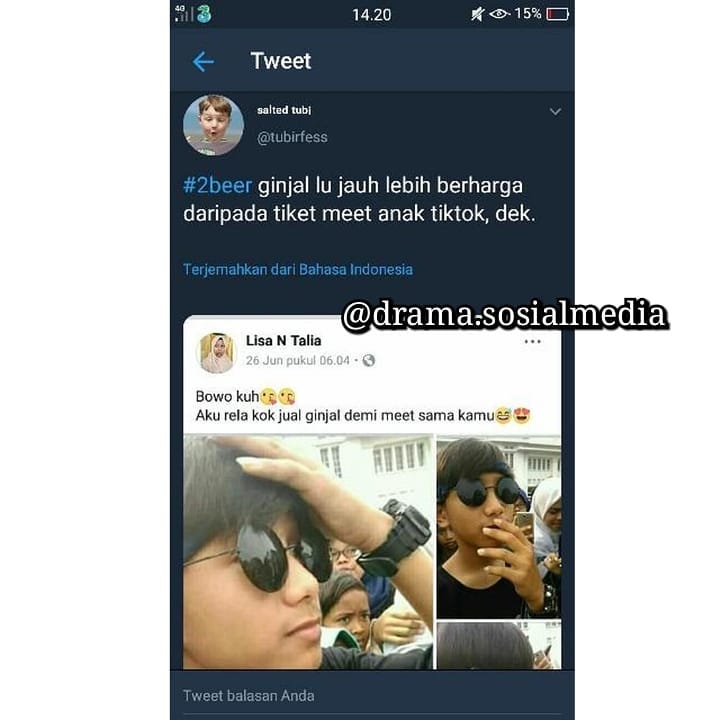 4G 3 14.20 15%
Tweet
salted tubi
@tubirfess
#2beer ginjal lu jauh lebih berharga
daripada tiket meet anak tiktok, dek.
Terjemahkan dari Bahasa Indonesia
@drama.sosialmedia
Lisa N Talia
26 Jun pukul 06.04
Bowo kuh😘😘
Aku rela kok jual ginjal demi meet sama kamu😅😍
Tweet balasan Anda